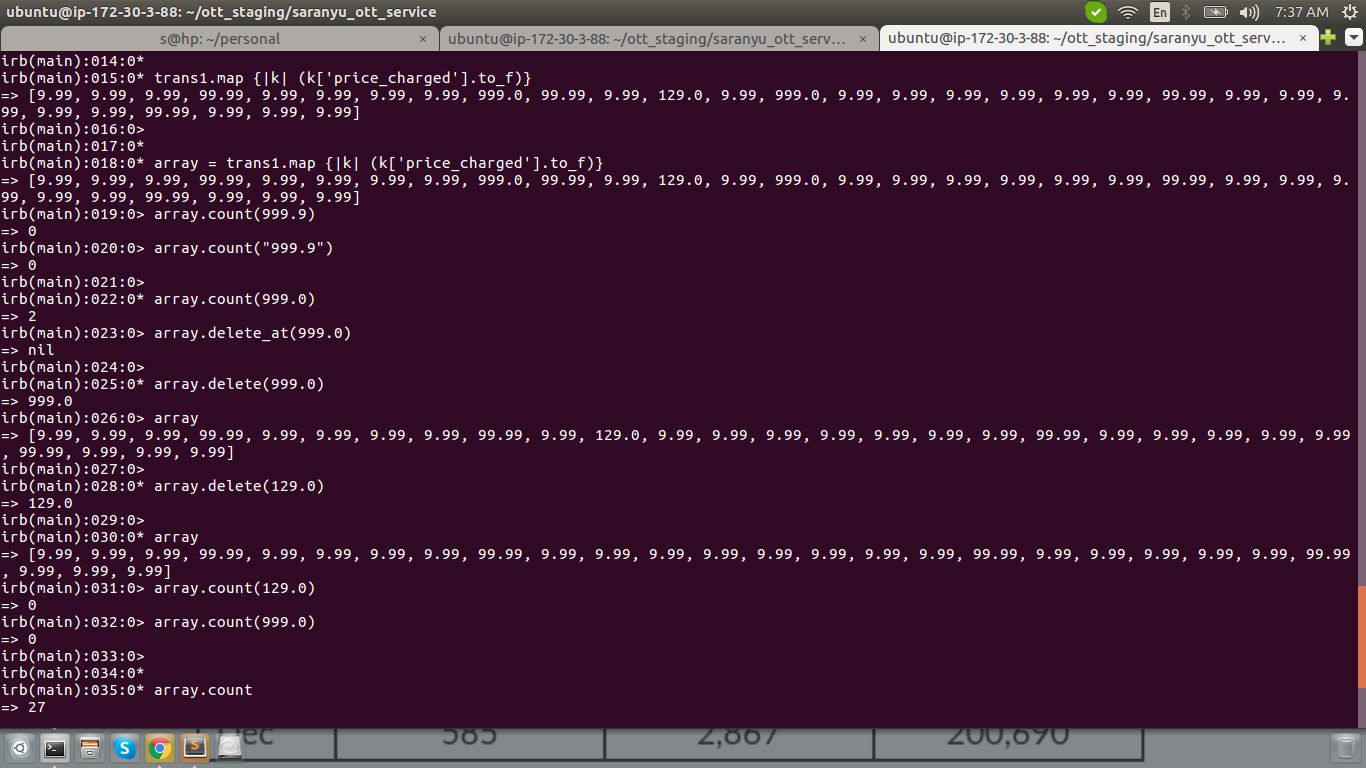 ubuntu@ip-172-30-3-88: ~/ott_staging/saranyu_ott_service
En
7:37 AM
s@hp: ~/personal
ubuntu@ip-172-30-3-88: ~/ott_staging/saranyu_ott_serv...
ubuntu@ip-172-30-3-88: ~/ott_staging/saranyu_ott_serv...
irb(main):014:0*
irb(main):015:0* trans1.map {|k| (k['price_charged'].to_f)}
=> [9.99, 9.99, 9.99, 99.99, 9.99, 9.99, 9.99, 9.99, 999.0, 99.99, 9.99, 129.0, 9.99, 999.0, 9.99, 9.99, 9.99, 9.99, 9.99, 9.99, 99.99, 9.99, 9.99, 9.
99, 9.99, 9.99, 99.99, 9.99, 9.99, 9.99]
irb(main):016:0>
irb(main):017:0*
irb(main):018:0* array = trans1.map {|k| (k['price_charged'].to_f)}
=> [9.99, 9.99, 9.99, 99.99, 9.99, 9.99, 9.99, 9.99, 999.0, 99.99, 9.99, 129.0, 9.99, 999.0, 9.99, 9.99, 9.99, 9.99, 9.99, 9.99, 99.99, 9.99, 9.99, 9.
99, 9.99, 9.99, 99.99, 9.99, 9.99, 9.99]
irb(main):019:0> array.count(999.9)
=> 0
irb(main):020:0> array.count("999.9")
=> 0
irb(main):021:0>
irb(main):022:0* array.count(999.0)
=> 2
irb(main):023:0> array.delete_at(999.0)
=> nil
irb(main):024:0>
irb(main):025:0* array.delete(999.0)
=> 999.0
irb(main):026:0> array
=> [9.99, 9.99, 9.99, 99.99, 9.99, 9.99, 9.99, 9.99, 99.99, 9.99, 129.0, 9.99, 9.99, 9.99, 9.99, 9.99, 9.99, 9.99, 99.99, 9.99, 9.99, 9.99, 9.99, 9.99
, 99.99, 9.99, 9.99, 9.99]
irb(main):027:0>
irb(main):028:0* array.delete(129.0)
=> 129.0
irb(main):029:0>
irb(main):030:0* array
=> [9.99, 9.99, 9.99, 99.99, 9.99, 9.99, 9.99, 9.99, 99.99, 9.99, 9.99, 9.99, 9.99, 9.99, 9.99, 9.99, 9.99, 99.99, 9.99, 9.99, 9.99, 9.99, 9.99, 99.99
, 9.99, 9.99, 9.99]
irb(main):031:0> array.count(129.0)
=> 0
irb(main):032:0> array.count(999.0)
=> 0
irb(main):033:0>
irb(main):034:0*
irb(main):035:0* array.count
=> 27
Dec 585 2,867 200,690